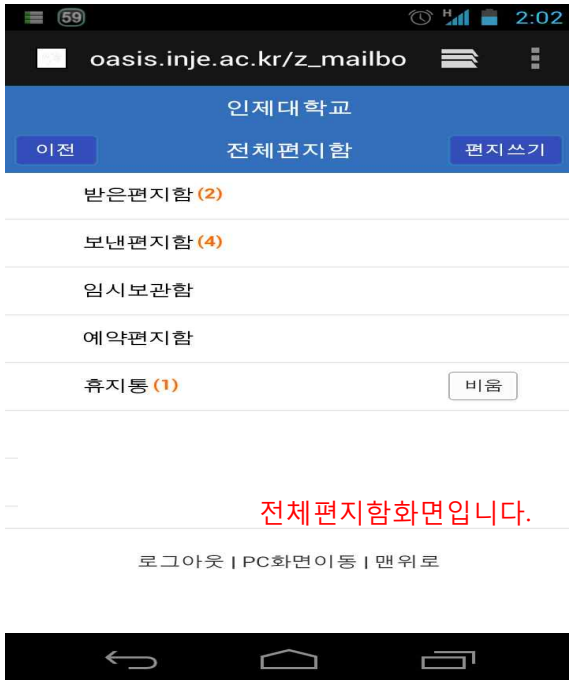 59 H 2:02
oasis.inje.ac.kr/z_mailbo
인제대학교
이전 전체편지함 편지쓰기
받은편지함 (2)
보낸편지함 (4)
임시보관함
예약편지함
휴지통 (1) 비움
전체편지함화면입니다.
로그아웃 | PC화면이동 | 맨위로